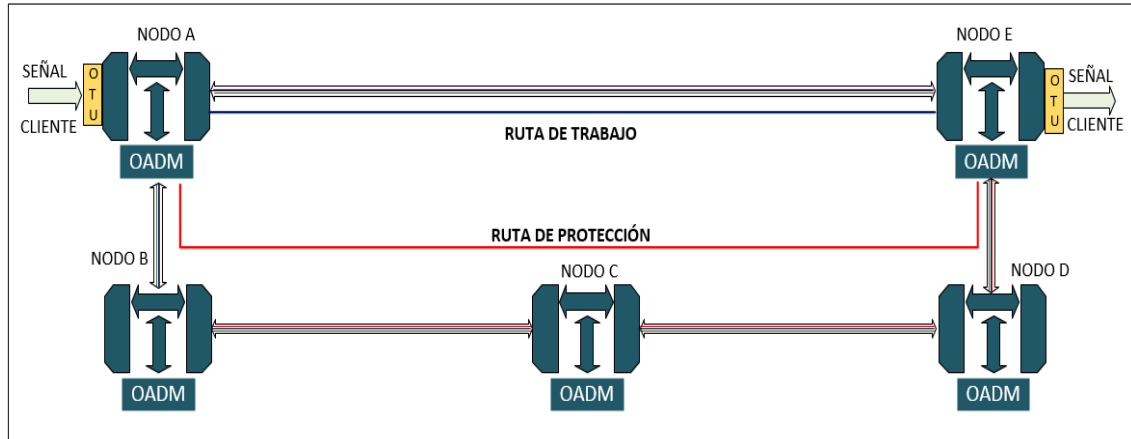 NODO A
NODO E
SEÑAL
CLIENTE
O
T
U
O
T
U
SEÑAL
CLIENTE
RUTA DE TRABAJO
OADM
OADM
RUTA DE PROTECCIÓN
NODO B
NODO C
NODO D
OADM
OADM
OADM